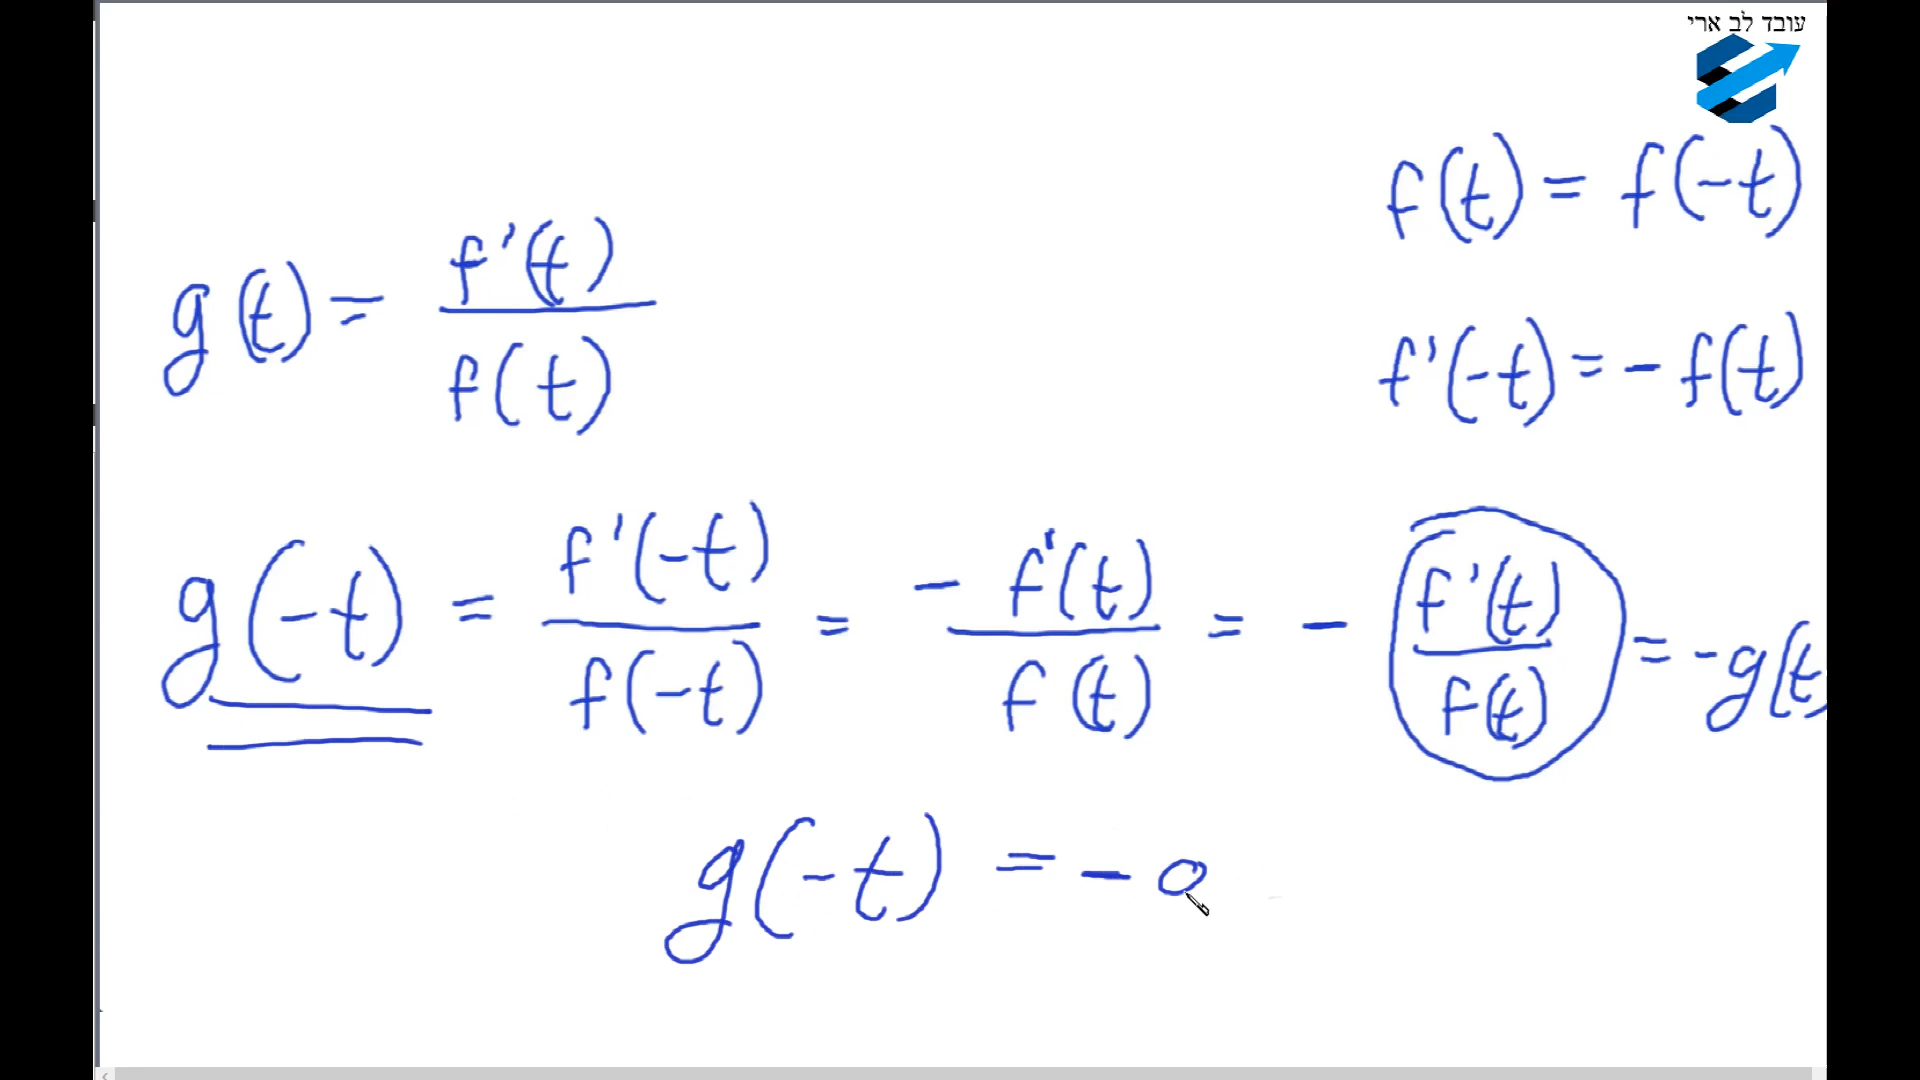 עובד לב ארי
f(t) = f(-t)
g(t) = f'(t) / f(t)
f'(-t) = - f(t)
g(-t) = f'(-t) / f(-t) = - f'(t) / f(t) = - f'(t) / f(t) = -g(t)
g(-t) = -